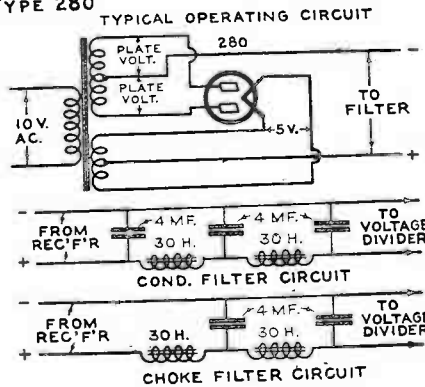 TYPE 280
TYPICAL OPERATING CIRCUIT
PLATE VOLT.
280
-
PLATE VOLT.
10 V. AC.
TO FILTER
5V.
+
-
FROM REC'F'R
4 MF.
4 MF.
TO VOLTAGE DIVIDER
30 H.
30 H.
+
COND. FILTER CIRCUIT
-
FROM REC'F'R
4 MF.
TO VOLTAGE DIVIDER
30 H.
30 H.
+
CHOKE FILTER CIRCUIT